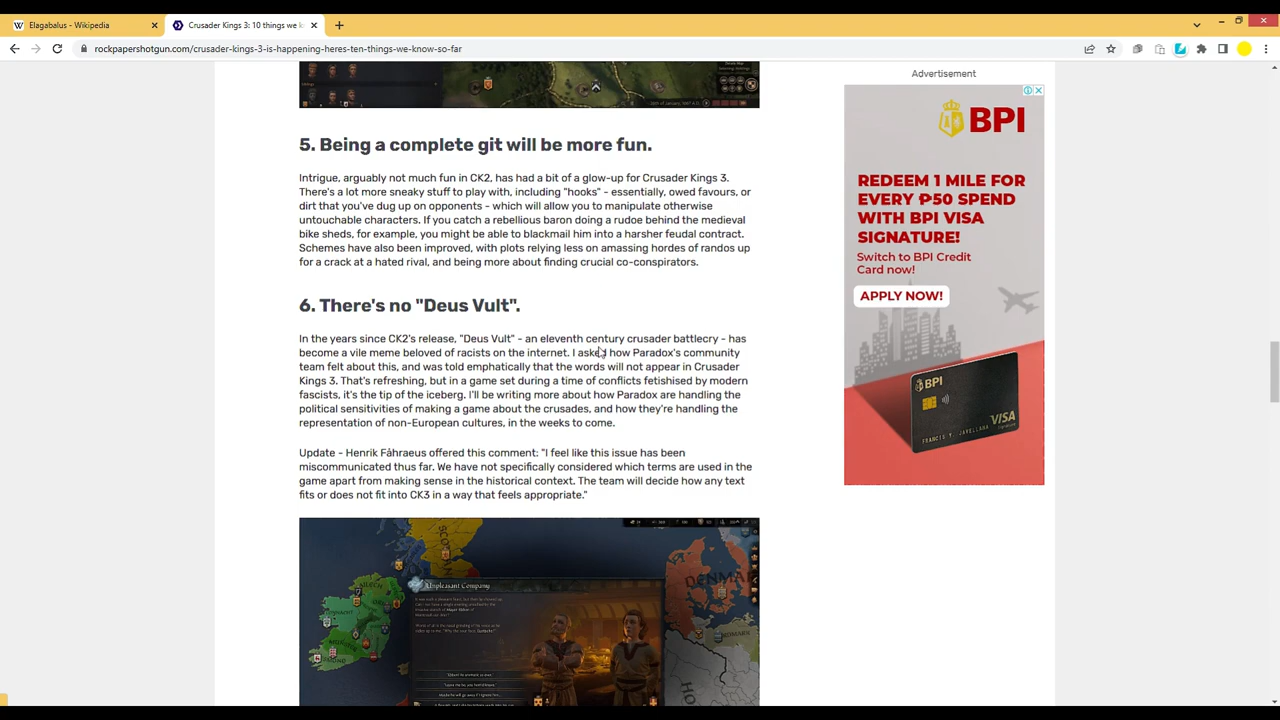 Elagabalus - Wikipedia
Crusader Kings 3: 10 things we k
rockpapershotgun.com/crusader-kings-3-is-happening-heres-ten-things-we-know-so-far
5. Being a complete git will be more fun.
Intrigue, arguably not much fun in CK2, has had a bit of a glow-up for Crusader Kings 3.
There's a lot more sneaky stuff to play with, including "hooks" - essentially, owed favours, or
dirt that you've dug up on opponents - which will allow you to manipulate otherwise
untouchable characters. If you catch a rebellious baron doing a rudoe behind the medieval
bike sheds, for example, you might be able to blackmail him into a harsher feudal contract.
Schemes have also been improved, with plots relying less on amassing hordes of randos up
for a crack at a hated rival, and being more about finding crucial co-conspirators.
6. There's no "Deus Vult".
In the years since CK2's release, "Deus Vult" - an eleventh century crusader battlecry - has
become a vile meme beloved of racists on the internet. I asked how Paradox's community
team felt about this, and was told emphatically that the words will not appear in Crusader
Kings 3. That's refreshing, but in a game set during a time of conflicts fetishised by modern
fascists, it's the tip of the iceberg. I'll be writing more about how Paradox are handling the
political sensitivities of making a game about the crusades, and how they're handling the
representation of non-European cultures, in the weeks to come.
Update - Henrik Fåhraeus offered this comment: "I feel like this issue has been
miscommunicated thus far. We have not specifically considered which terms are used in the
game apart from making sense in the historical context. The team will decide how any text
fits or does not fit into CK3 in a way that feels appropriate."
Unpleasant Company
DENMAR
Advertisement
BPI
REDEEM 1 MILE FOR
EVERY ₱50 SPEND
WITH BPI VISA
SIGNATURE!
Switch to BPI Credit
Card now!
APPLY NOW!
BPI
VISA